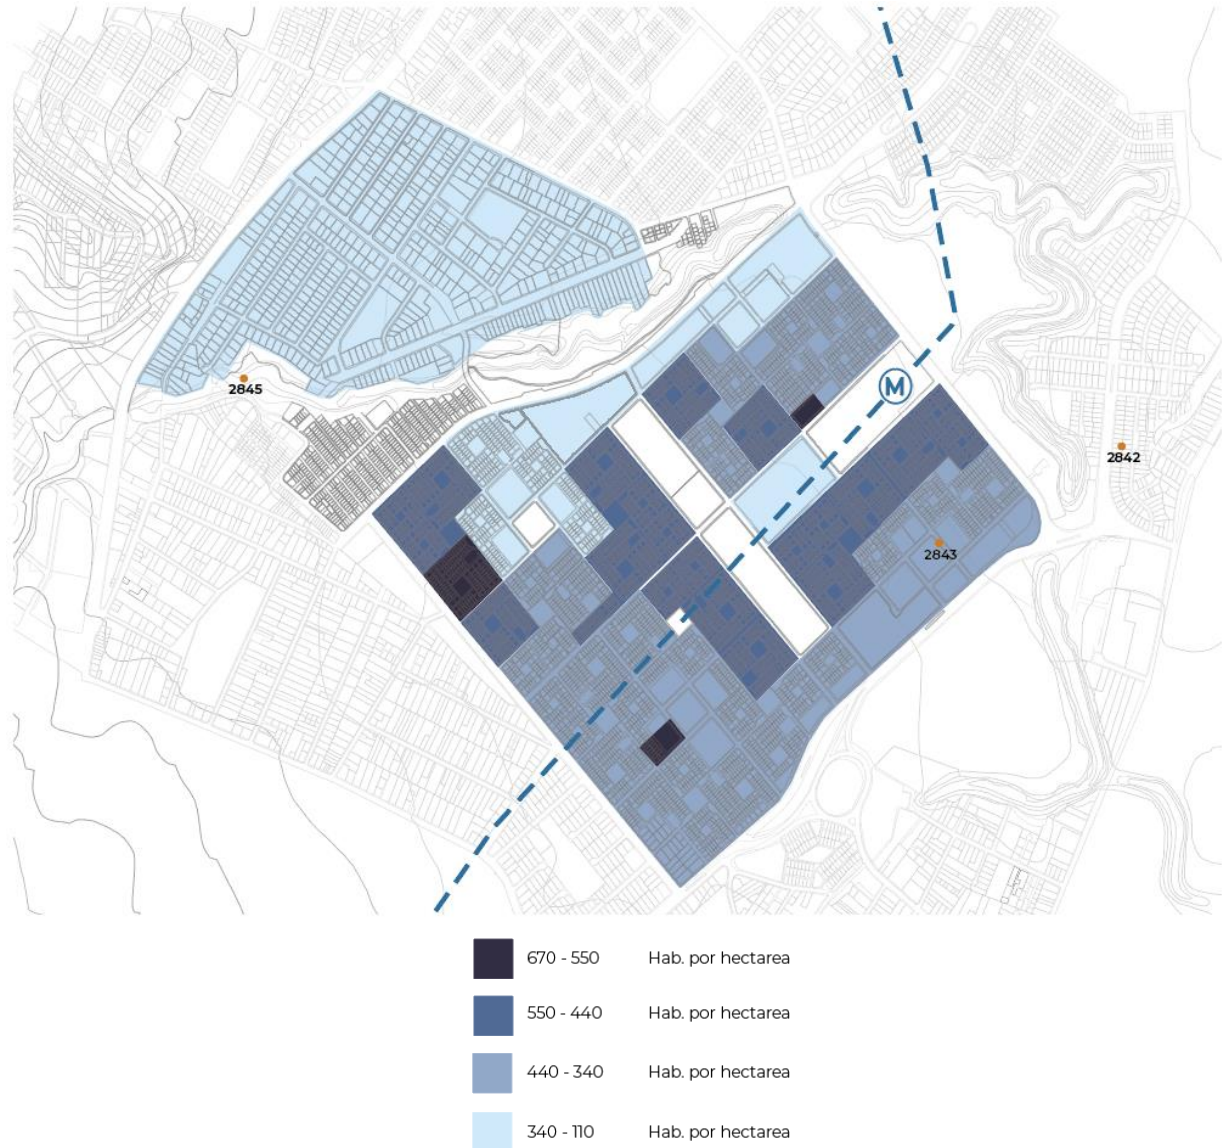 M
2845
2842
2843
670 - 550 Hab. por hectarea
550 - 440 Hab. por hectarea
440 - 340 Hab. por hectarea
340 - 110 Hab. por hectarea